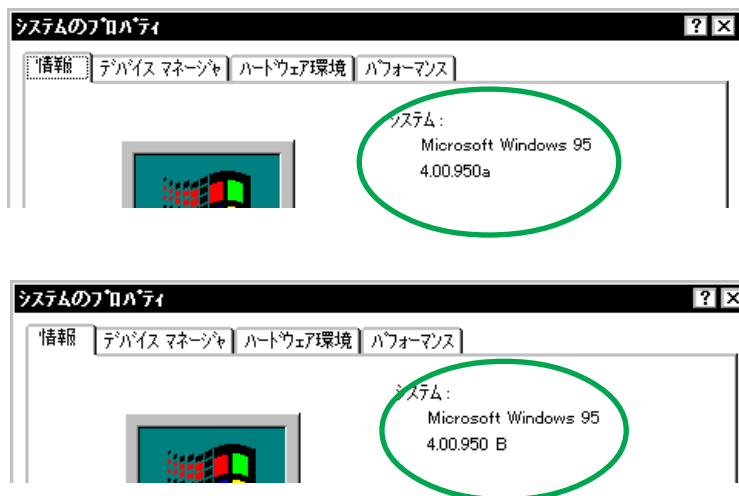 システムのプロパティ
情報 デバイス マネージャ ハードウェア環境 パフォーマンス
システム :
Microsoft Windows 95
4.00.950a
システムのプロパティ
情報 デバイス マネージャ ハードウェア環境 パフォーマンス
システム :
Microsoft Windows 95
4.00.950 B